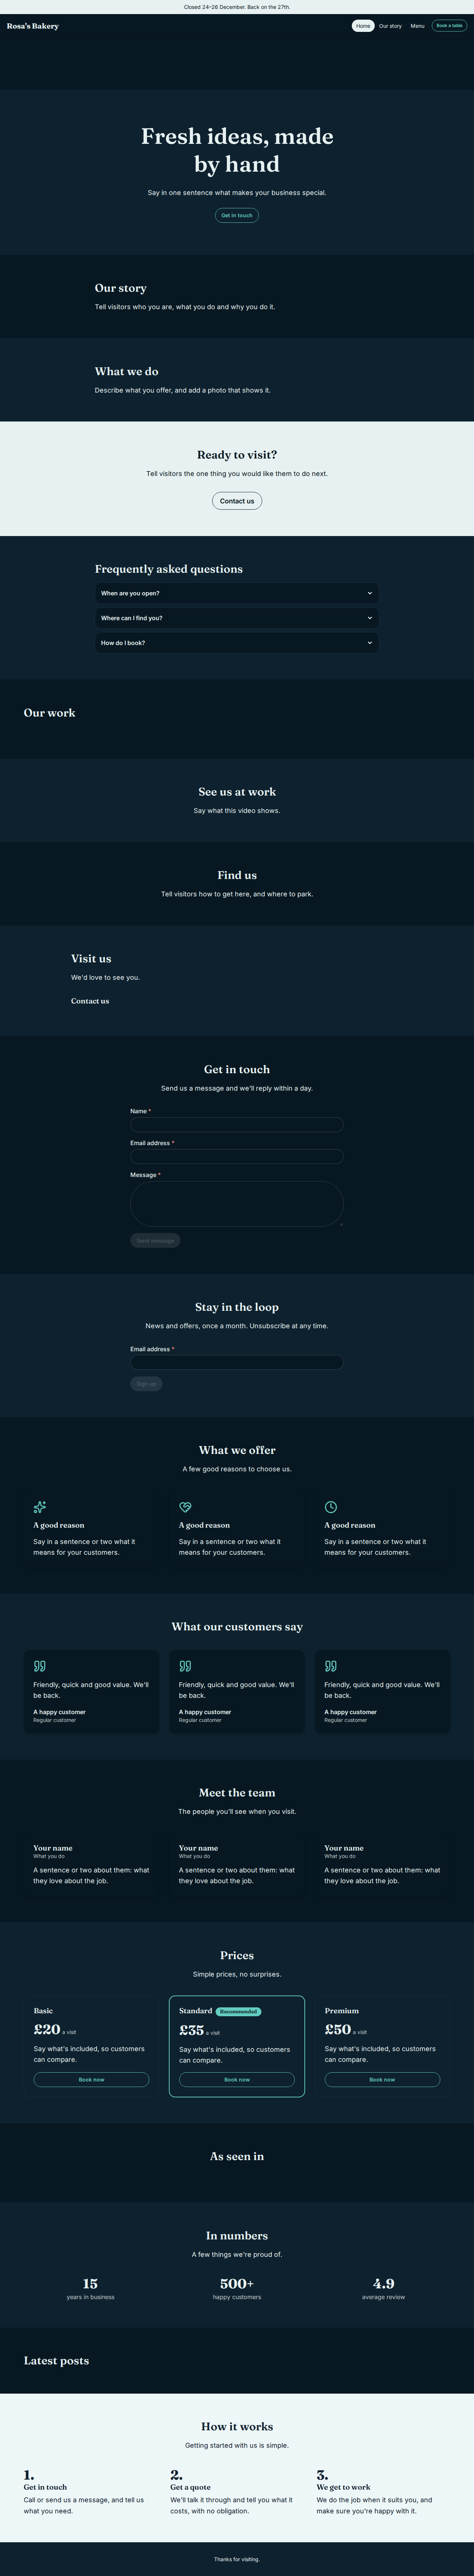 Closed 24–26 December. Back on the 27th.
Rosa's Bakery
Home Our story Menu Book a table
Fresh ideas, made
by hand
Say in one sentence what makes your business special.
Get in touch
Our story
Tell visitors who you are, what you do and why you do it.
What we do
Describe what you offer, and add a photo that shows it.
Ready to visit?
Tell visitors the one thing you would like them to do next.
Contact us
Frequently asked questions
When are you open?
Where can I find you?
How do I book?
Our work
See us at work
Say what this video shows.
Find us
Tell visitors how to get here, and where to park.
Visit us
We'd love to see you.
Contact us
Get in touch
Send us a message and we'll reply within a day.
Name *
Email address *
Message *
Send message
Stay in the loop
News and offers, once a month. Unsubscribe at any time.
Email address *
Sign up
What we offer
A few good reasons to choose us.
A good reason A good reason A good reason
Say in a sentence or two what it Say in a sentence or two what it Say in a sentence or two what it
means for your customers. means for your customers. means for your customers.
What our customers say
Friendly, quick and good value. We'll Friendly, quick and good value. We'll Friendly, quick and good value. We'll
be back. be back. be back.
A happy customer A happy customer A happy customer
Regular customer Regular customer Regular customer
Meet the team
The people you'll see when you visit.
Your name Your name Your name
What you do What you do What you do
A sentence or two about them: what A sentence or two about them: what A sentence or two about them: what
they love about the job. they love about the job. they love about the job.
Prices
Simple prices, no surprises.
Basic Standard Recommended Premium
£20 a visit £35 a visit £50 a visit
Say what's included, so customers Say what's included, so customers Say what's included, so customers
can compare. can compare. can compare.
Book now Book now Book now
As seen in
In numbers
A few things we're proud of.
15 500+ 4.9
years in business happy customers average review
Latest posts
How it works
Getting started with us is simple.
1. 2. 3.
Get in touch Get a quote We get to work
Call or send us a message, and tell us We'll talk it through and tell you what it We do the job when it suits you, and
what you need. costs, with no obligation. make sure you're happy with it.
Thanks for visiting.